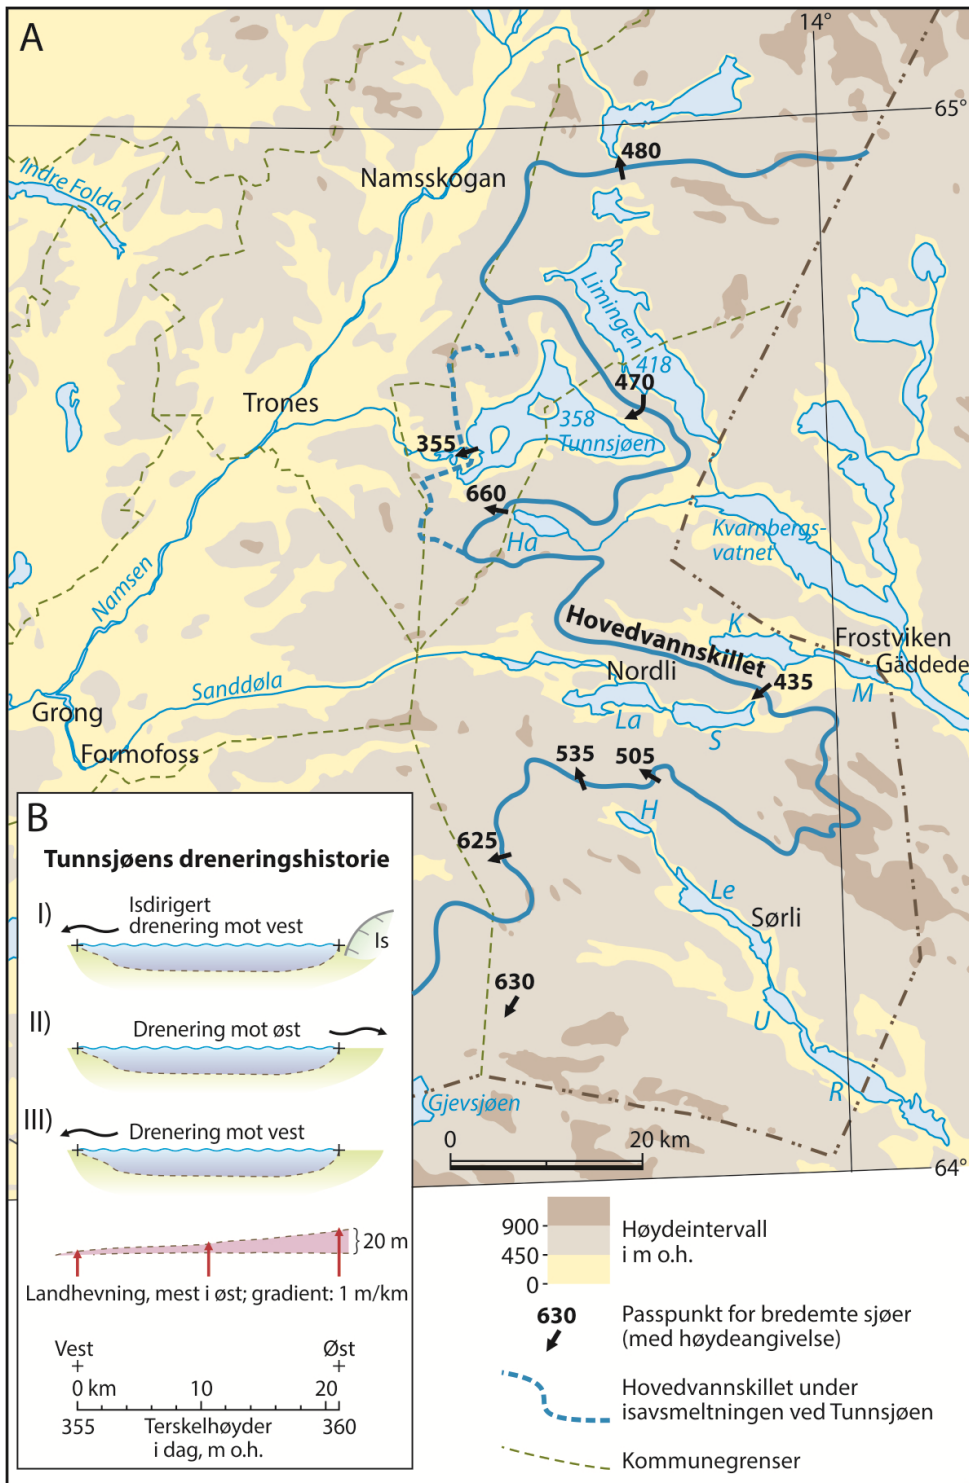 A
14°
65°
480
Namsskogan
Indre Folda
Limingen
418
470
Trones
358
Tunnsjøen
355
660
Ha
Kvarnbergs-
vatnet
Namsen
Hovedvannskillet
K
Frostviken
Gäddede
Nordli
435
M
Sanddøla
Grong
La
S
Formofoss
535
505
H
625
Le
Sørli
630
U
R
Gjevsjøen
0
20 km
64°
B
Tunnsjøens dreneringshistorie
I)
Isdirigert
drenering mot vest
Is
II)
Drenering mot øst
III)
Drenering mot vest
20 m
Landhevning, mest i øst; gradient: 1 m/km
Vest
Øst
0 km
10
20
355
Terskelhøyder
i dag, m o.h.
360
900
450
0
Høydeintervall
i m o.h.
630
Passpunkt for bredemte sjøer
(med høydeangivelse)
Hovedvannskillet under
isavsmeltningen ved Tunnsjøen
Kommunegrenser